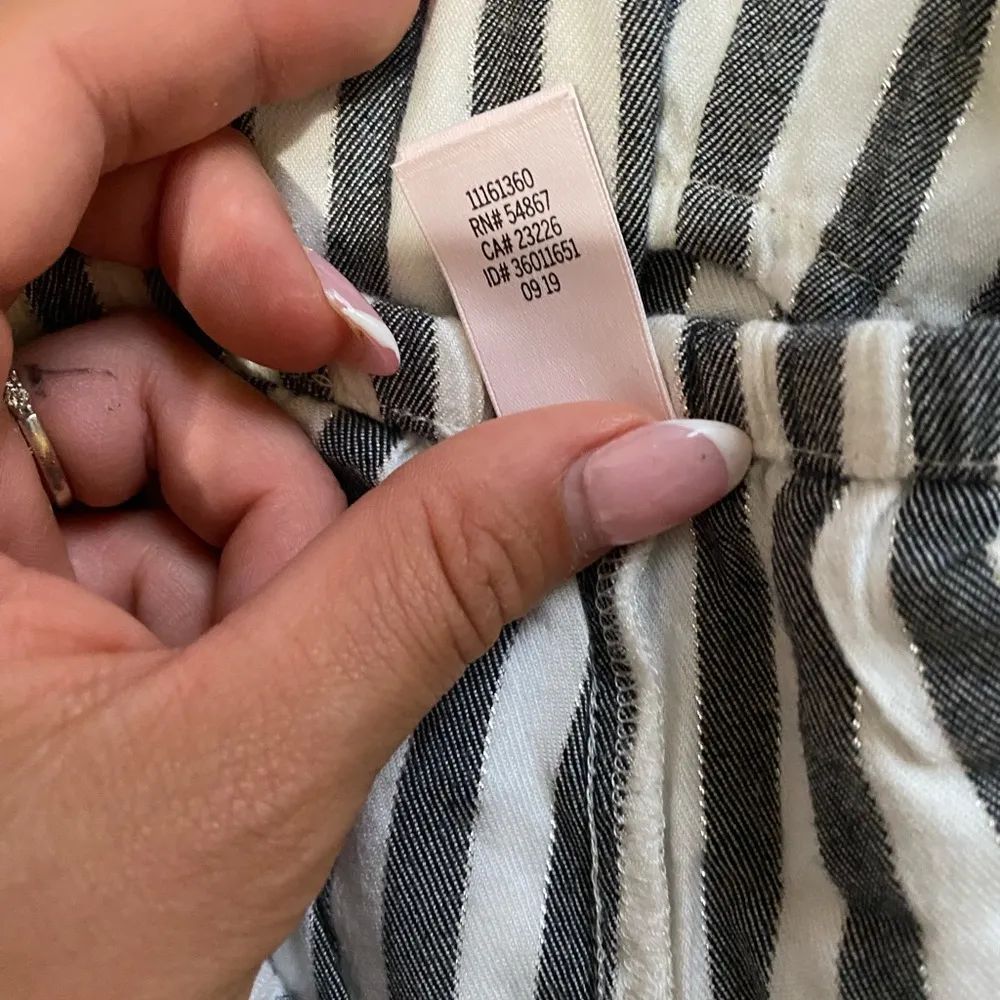 11161360
RN# 54867
CA# 23226
ID# 36011651
09 19